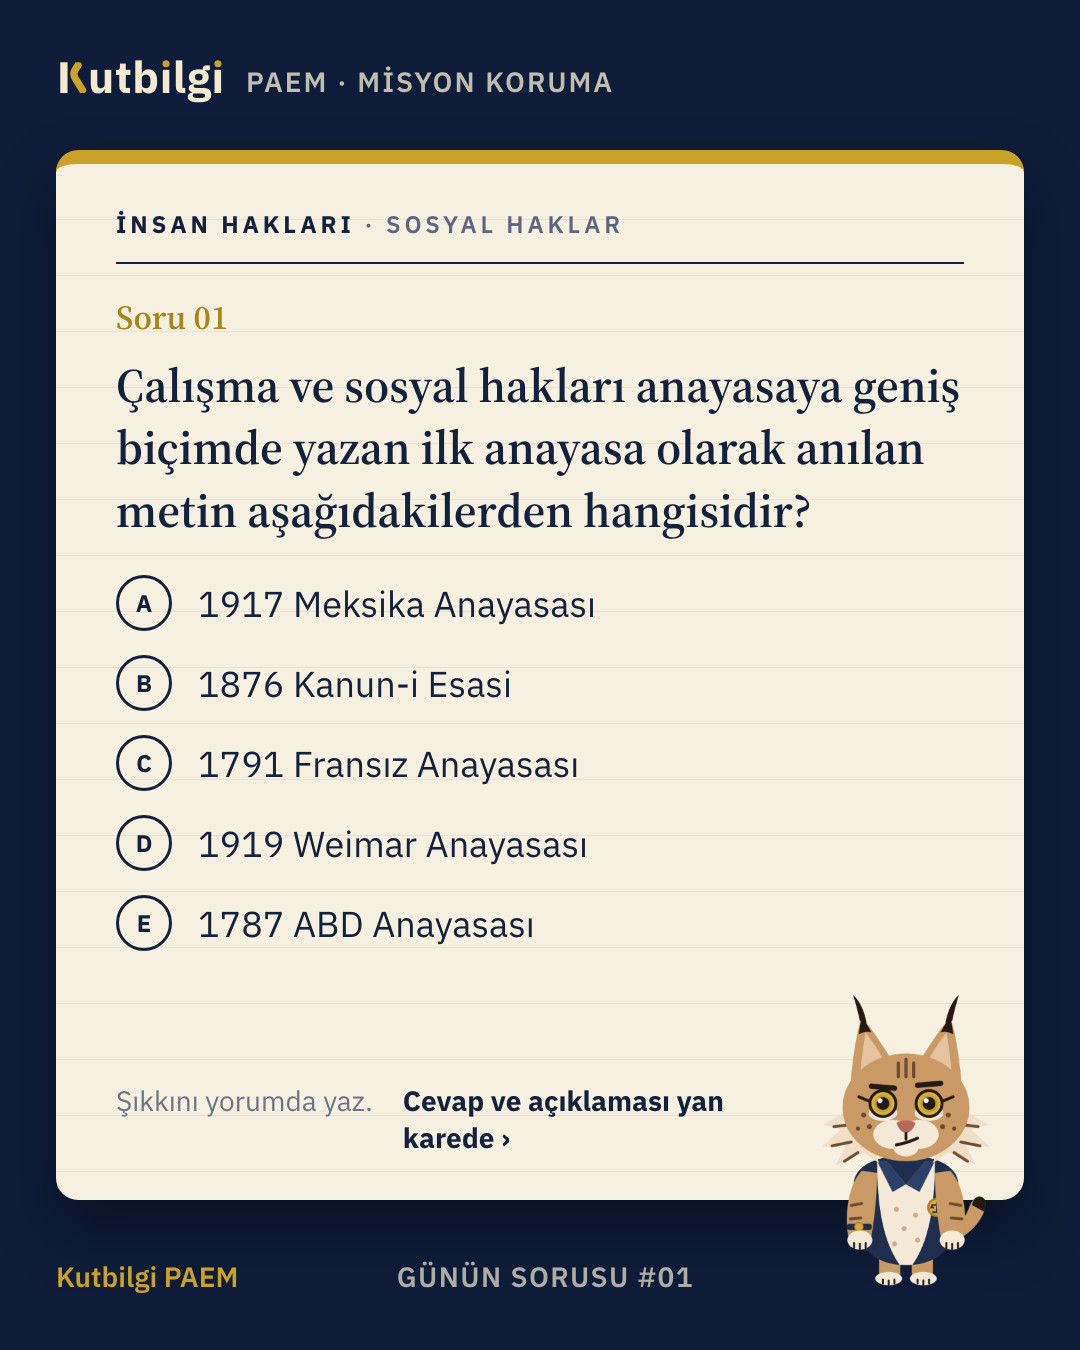 Kutbilgi PAEM · MİSYON KORUMA
İNSAN HAKLARI · SOSYAL HAKLAR
Soru 01
Çalışma ve sosyal hakları anayasaya geniş
biçimde yazan ilk anayasa olarak anılan
metin aşağıdakilerden hangisidir?
A 1917 Meksika Anayasası
B 1876 Kanun-i Esasi
C 1791 Fransız Anayasası
D 1919 Weimar Anayasası
E 1787 ABD Anayasası
Şıkkını yorumda yaz. Cevap ve açıklaması yan
karede ›
Kutbilgi PAEM GÜNÜN SORUSU #01